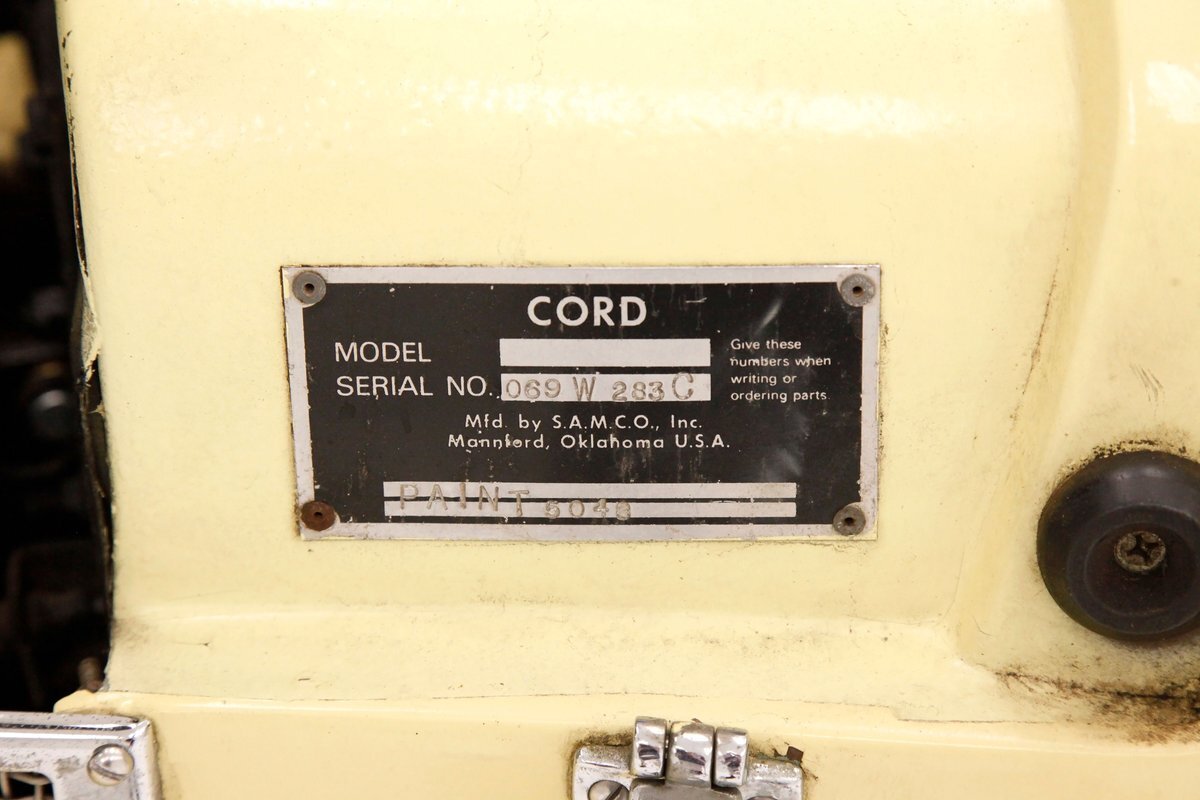 CORD
MODEL
SERIAL NO. 069 W 283 C
Give these
numbers when
writing or
ordering parts.
Mfd. by S.A.M.C.O., Inc.
Mannford, Oklahoma U.S.A.
PAINT 5048